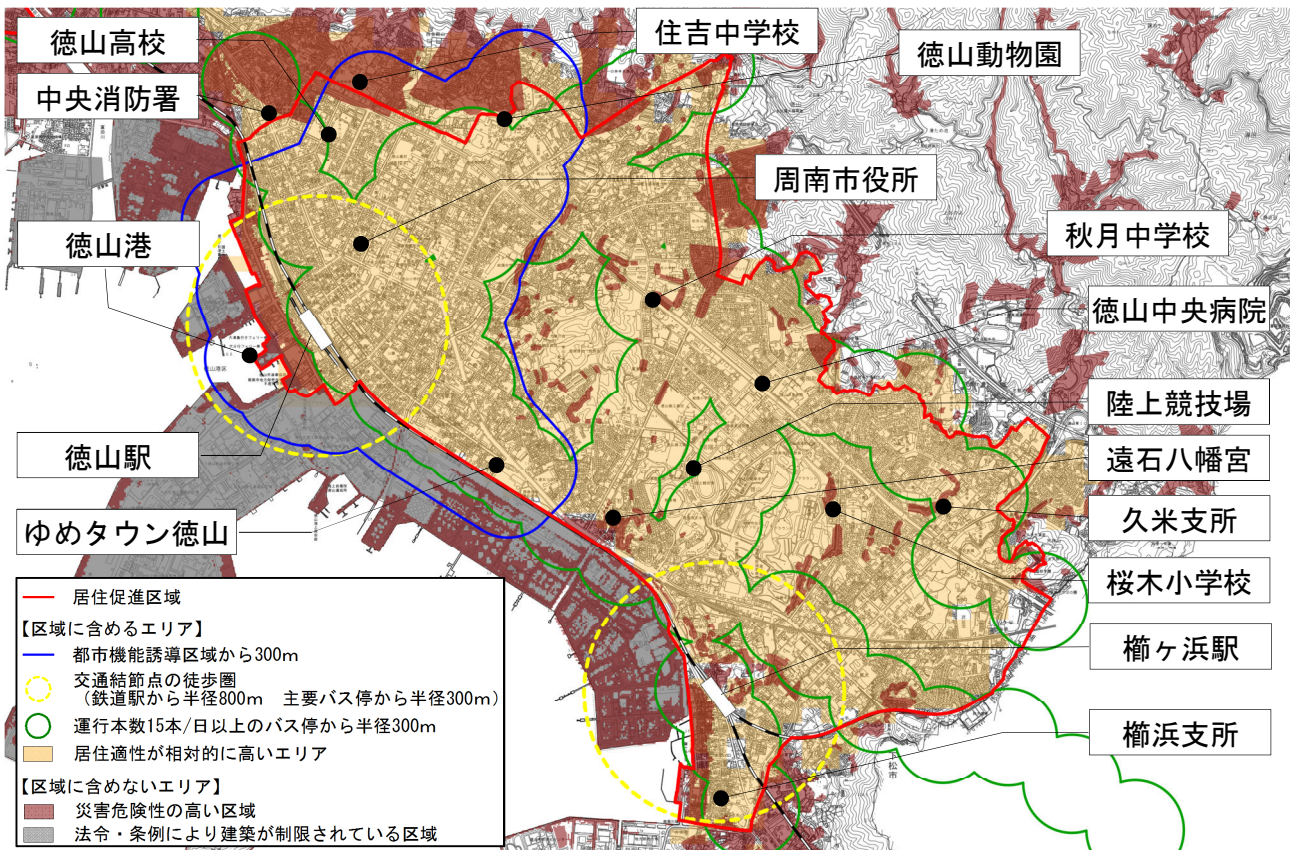 徳山高校
住吉中学校
徳山動物園
中央消防署
周南市役所
徳山港
秋月中学校
徳山中央病院
陸上競技場
徳山駅
遠石八幡宮
ゆめタウン徳山
久米支所
桜木小学校
櫛ヶ浜駅
櫛浜支所
下松市
居住促進区域
【区域に含めるエリア】
都市機能誘導区域から300m
交通結節点の徒歩圏
(鉄道駅から半径800m 主要バス停から半径300m)
運行本数15本/日以上のバス停から半径300m
居住適性が相対的に高いエリア
【区域に含めないエリア】
災害危険性の高い区域
法令・条例により建築が制限されている区域